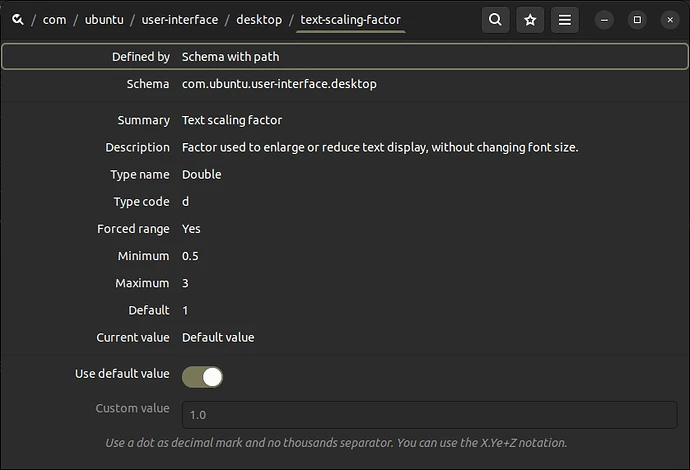 / com / ubuntu / user-interface / desktop / text-scaling-factor
Defined by Schema with path
Schema com.ubuntu.user-interface.desktop
Summary Text scaling factor
Description Factor used to enlarge or reduce text display, without changing font size.
Type name Double
Type code d
Forced range Yes
Minimum 0.5
Maximum 3
Default 1
Current value Default value
Use default value
Custom value 1.0
Use a dot as decimal mark and no thousands separator. You can use the X.Ye+Z notation.